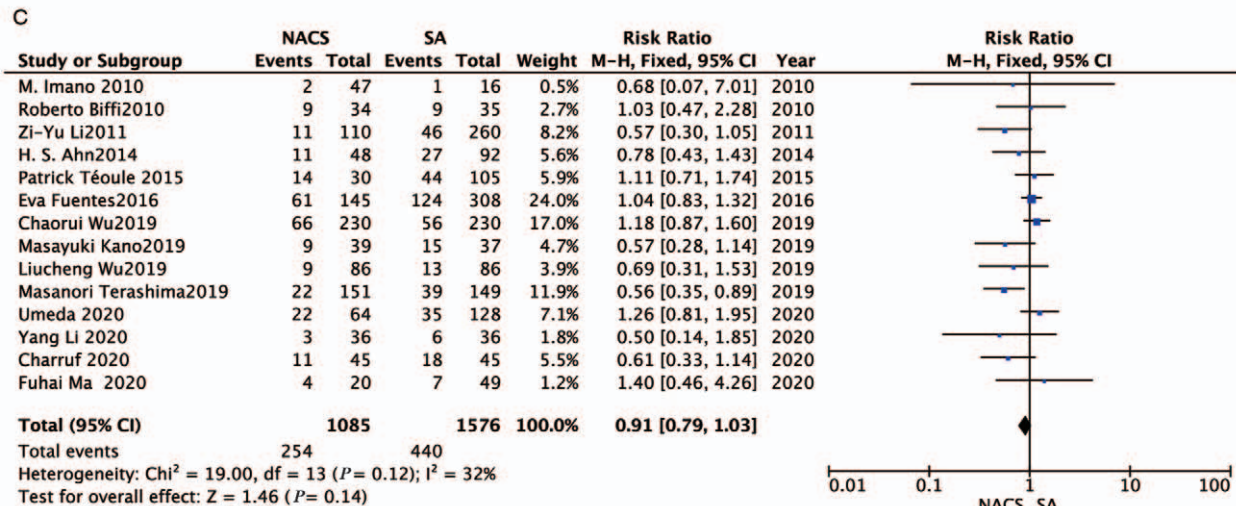 C
NACS SA Risk Ratio Risk Ratio
Study or Subgroup Events Total Events Total Weight M-H, Fixed, 95% CI Year M-H, Fixed, 95% CI
M. Imano 2010 2 47 1 16 0.5% 0.68 [0.07, 7.01] 2010
Roberto Biffi2010 9 34 9 35 2.7% 1.03 [0.47, 2.28] 2010
Zi-Yu Li2011 11 110 46 260 8.2% 0.57 [0.30, 1.05] 2011
H. S. Ahn2014 11 48 27 92 5.6% 0.78 [0.43, 1.43] 2014
Patrick Téoule 2015 14 30 44 105 5.9% 1.11 [0.71, 1.74] 2015
Eva Fuentes2016 61 145 124 308 24.0% 1.04 [0.83, 1.32] 2016
Chaorui Wu2019 66 230 56 230 17.0% 1.18 [0.87, 1.60] 2019
Masayuki Kano2019 9 39 15 37 4.7% 0.57 [0.28, 1.14] 2019
Liucheng Wu2019 9 86 13 86 3.9% 0.69 [0.31, 1.53] 2019
Masanori Terashima2019 22 151 39 149 11.9% 0.56 [0.35, 0.89] 2019
Umeda 2020 22 64 35 128 7.1% 1.26 [0.81, 1.95] 2020
Yang Li 2020 3 36 6 36 1.8% 0.50 [0.14, 1.85] 2020
Charruf 2020 11 45 18 45 5.5% 0.61 [0.33, 1.14] 2020
Fuhai Ma 2020 4 20 7 49 1.2% 1.40 [0.46, 4.26] 2020
Total (95% CI) 1085 1576 100.0% 0.91 [0.79, 1.03]
Total events 254 440
Heterogeneity: Chi² = 19.00, df = 13 (P = 0.12); I² = 32%
Test for overall effect: Z = 1.46 (P = 0.14)
0.01 0.1 1 10 100
NACS SA